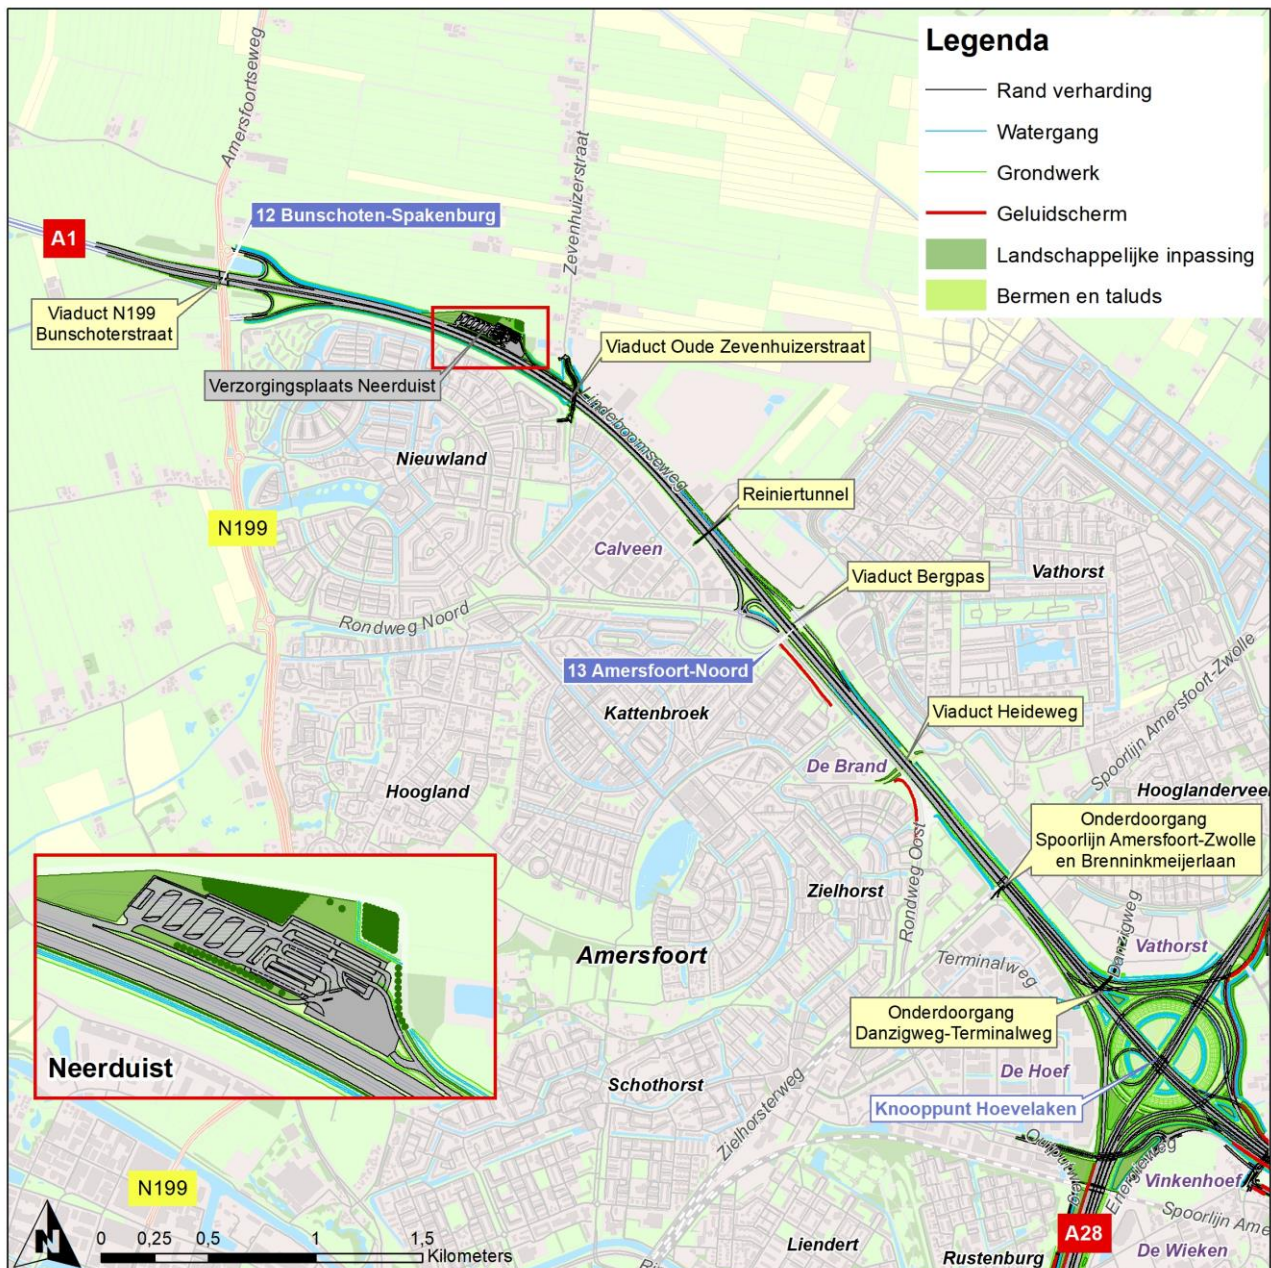 Legenda
Rand verharding
Watergang
Grondwerk
Geluidscherm
Landschappelijke inpassing
Bermen en taluds
Amersfoortseweg
Zevenhuizerstraat
12 Bunschoten-Spakenburg
A1
Viaduct N199
Bunschoterstraat
Viaduct Oude Zevenhuizerstraat
Verzorgingsplaats Neerduist
Lindeboomseweg
Nieuwland
Reiniertunnel
N199
Calveen
Viaduct Bergpas
Vathorst
Rondweg Noord
13 Amersfoort-Noord
Kattenbroek
Viaduct Heideweg
Spoorlijn Amersfoort-Zwolle
De Brand
Hoogland
Hooglandervee
Onderdoorgang
Spoorlijn Amersfoort-Zwolle
en Brenninkmeijerlaan
Zielhorst
Rondweg Oost
Danzigweg
Vathorst
Amersfoort
Terminalweg
Onderdoorgang
Danzigweg-Terminalweg
Neerduist
De Hoef
Schothorst
Knooppunt Hoevelaken
Zielhorsterweg
Energieweg
Vinkenhoef
N199
Spoorlijn Ame
A28
N
0 0,25 0,5 1 1,5
Kilometers
Liendert
Rustenburg
De Wieken